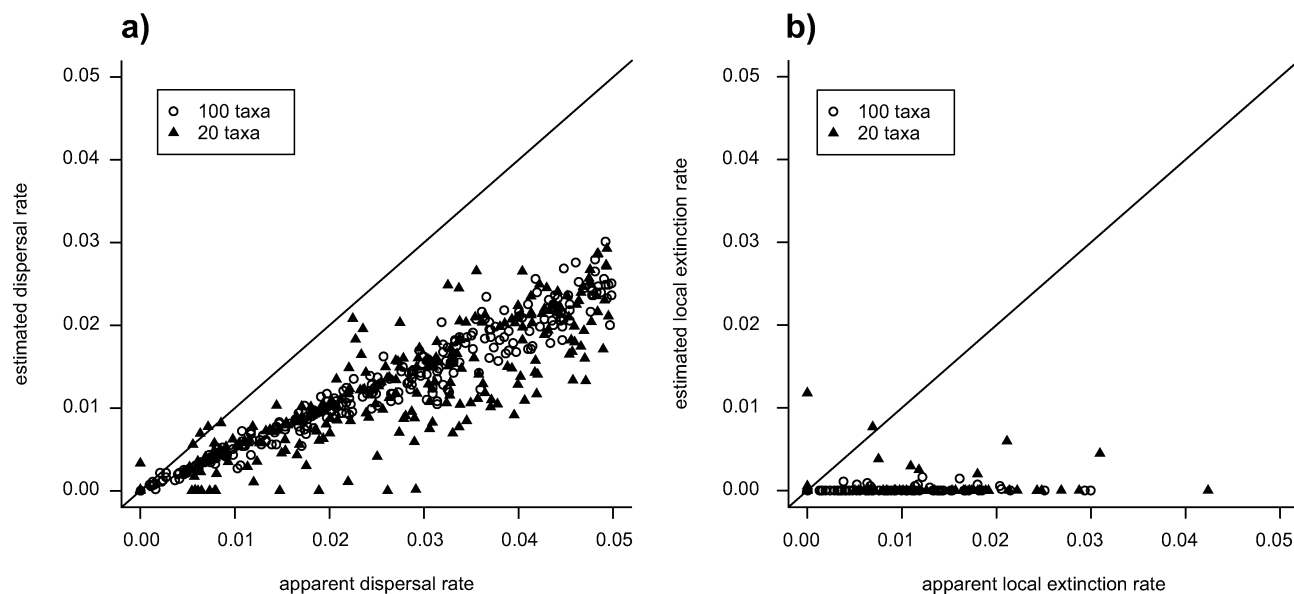 a)
0.05
0.04
0.03
0.02
0.01
0.00
estimated dispersal rate
100 taxa
20 taxa
0.00 0.01 0.02 0.03 0.04 0.05
apparent dispersal rate
b)
0.05
0.04
0.03
0.02
0.01
0.00
estimated local extinction rate
100 taxa
20 taxa
0.00 0.01 0.02 0.03 0.04 0.05
apparent local extinction rate